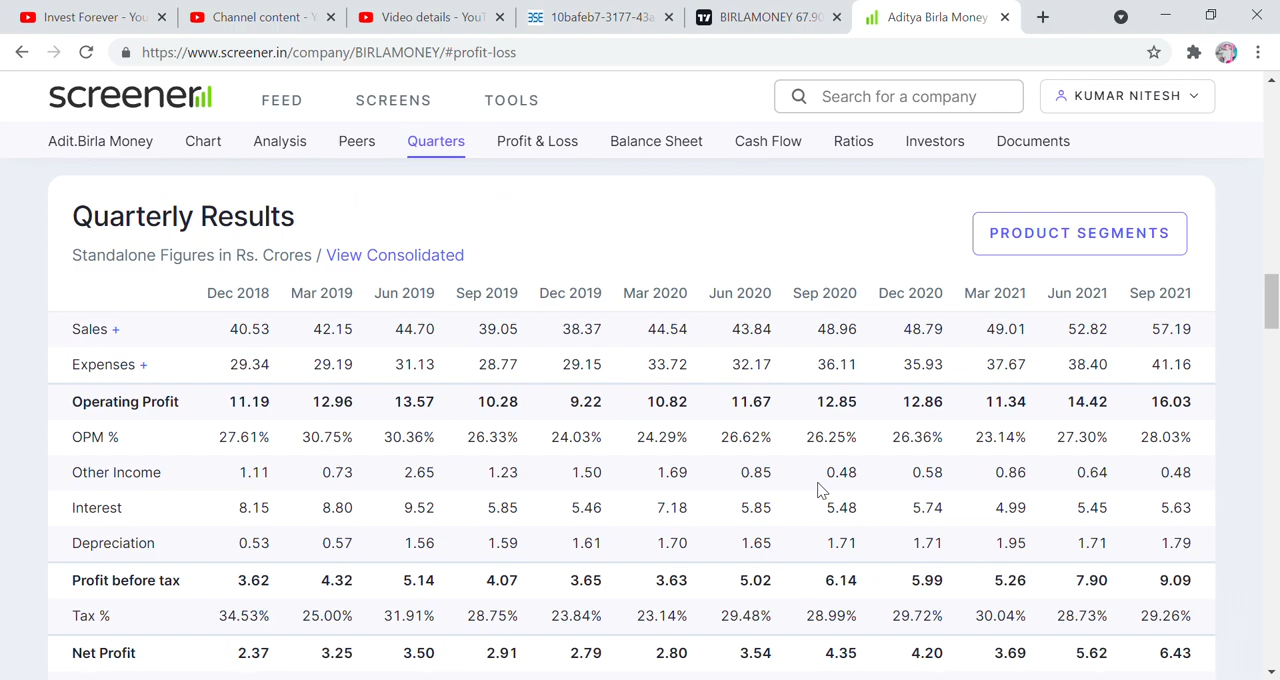 Invest Forever - You
Channel content - Y
Video details - YouT
BSE 10bafeb7-3177-43a
BIRLAMONEY 67.90
Aditya Birla Money
https://www.screener.in/company/BIRLAMONEY/#profit-loss
screener FEED SCREENS TOOLS Search for a company KUMAR NITESH
Adit.Birla Money Chart Analysis Peers Quarters Profit & Loss Balance Sheet Cash Flow Ratios Investors Documents
Quarterly Results
PRODUCT SEGMENTS
Standalone Figures in Rs. Crores / View Consolidated
Dec 2018 Mar 2019 Jun 2019 Sep 2019 Dec 2019 Mar 2020 Jun 2020 Sep 2020 Dec 2020 Mar 2021 Jun 2021 Sep 2021
Sales + 40.53 42.15 44.70 39.05 38.37 44.54 43.84 48.96 48.79 49.01 52.82 57.19
Expenses + 29.34 29.19 31.13 28.77 29.15 33.72 32.17 36.11 35.93 37.67 38.40 41.16
Operating Profit 11.19 12.96 13.57 10.28 9.22 10.82 11.67 12.85 12.86 11.34 14.42 16.03
OPM % 27.61% 30.75% 30.36% 26.33% 24.03% 24.29% 26.62% 26.25% 26.36% 23.14% 27.30% 28.03%
Other Income 1.11 0.73 2.65 1.23 1.50 1.69 0.85 0.48 0.58 0.86 0.64 0.48
Interest 8.15 8.80 9.52 5.85 5.46 7.18 5.85 5.48 5.74 4.99 5.45 5.63
Depreciation 0.53 0.57 1.56 1.59 1.61 1.70 1.65 1.71 1.71 1.95 1.71 1.79
Profit before tax 3.62 4.32 5.14 4.07 3.65 3.63 5.02 6.14 5.99 5.26 7.90 9.09
Tax % 34.53% 25.00% 31.91% 28.75% 23.84% 23.14% 29.48% 28.99% 29.72% 30.04% 28.73% 29.26%
Net Profit 2.37 3.25 3.50 2.91 2.79 2.80 3.54 4.35 4.20 3.69 5.62 6.43